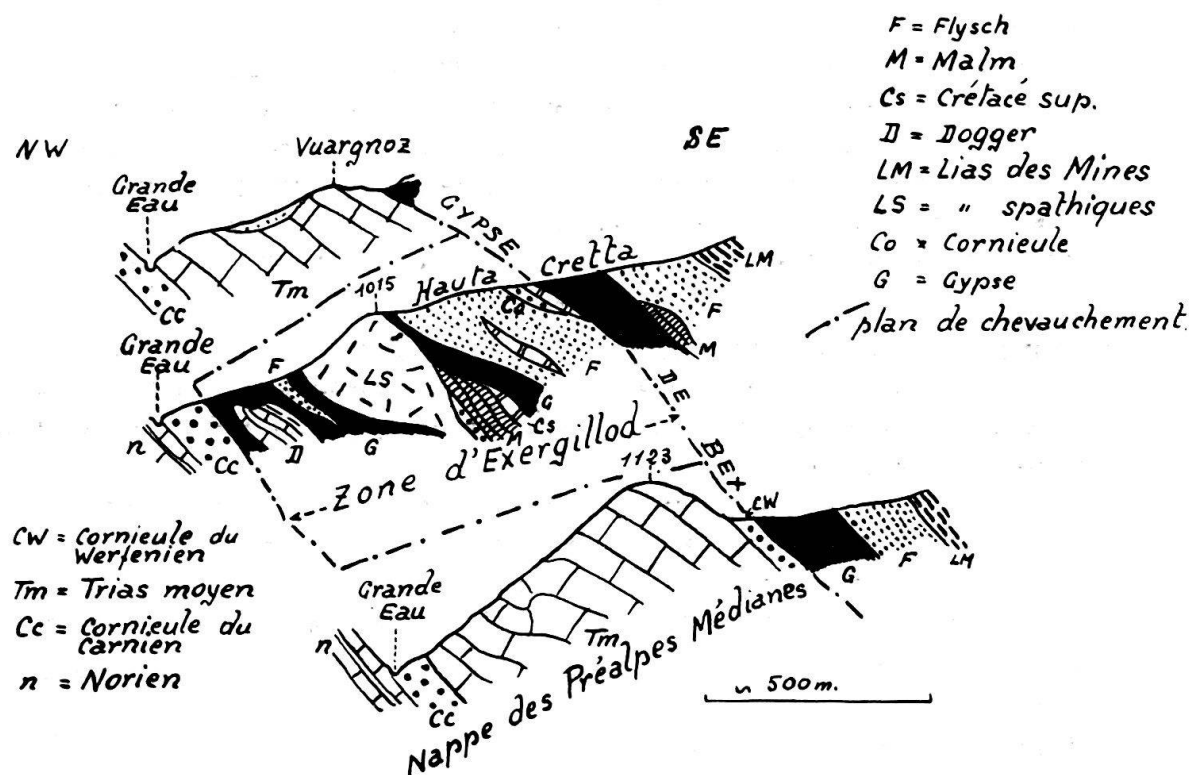 F = Flysch
M = Malm
Cs = Crétacé sup.
D = Dogger
LM = Lias des Mines
LS = " spathiques
Co = Cornieule
G = Gypse
plan de chevauchement.
NW
SE
Vuargnoz
Grande
Eau
Cc
Tm
GYPSE
DE
BEX
1015
Hauta Cretta
LM
F
Co
M
F
Grande
Eau
F
LS
n
Cc
D
G
G
Cs
M
Zone d'Exergillod
1123
CW
G
F
LM
Grande
Eau
n
Cc
Tm
Nappe des Préalpes Médianes
CW = Cornieule du
Werfenien
Tm = Trias moyen
Cc = Cornieule du
Carnien
n = Norien
~ 500m.